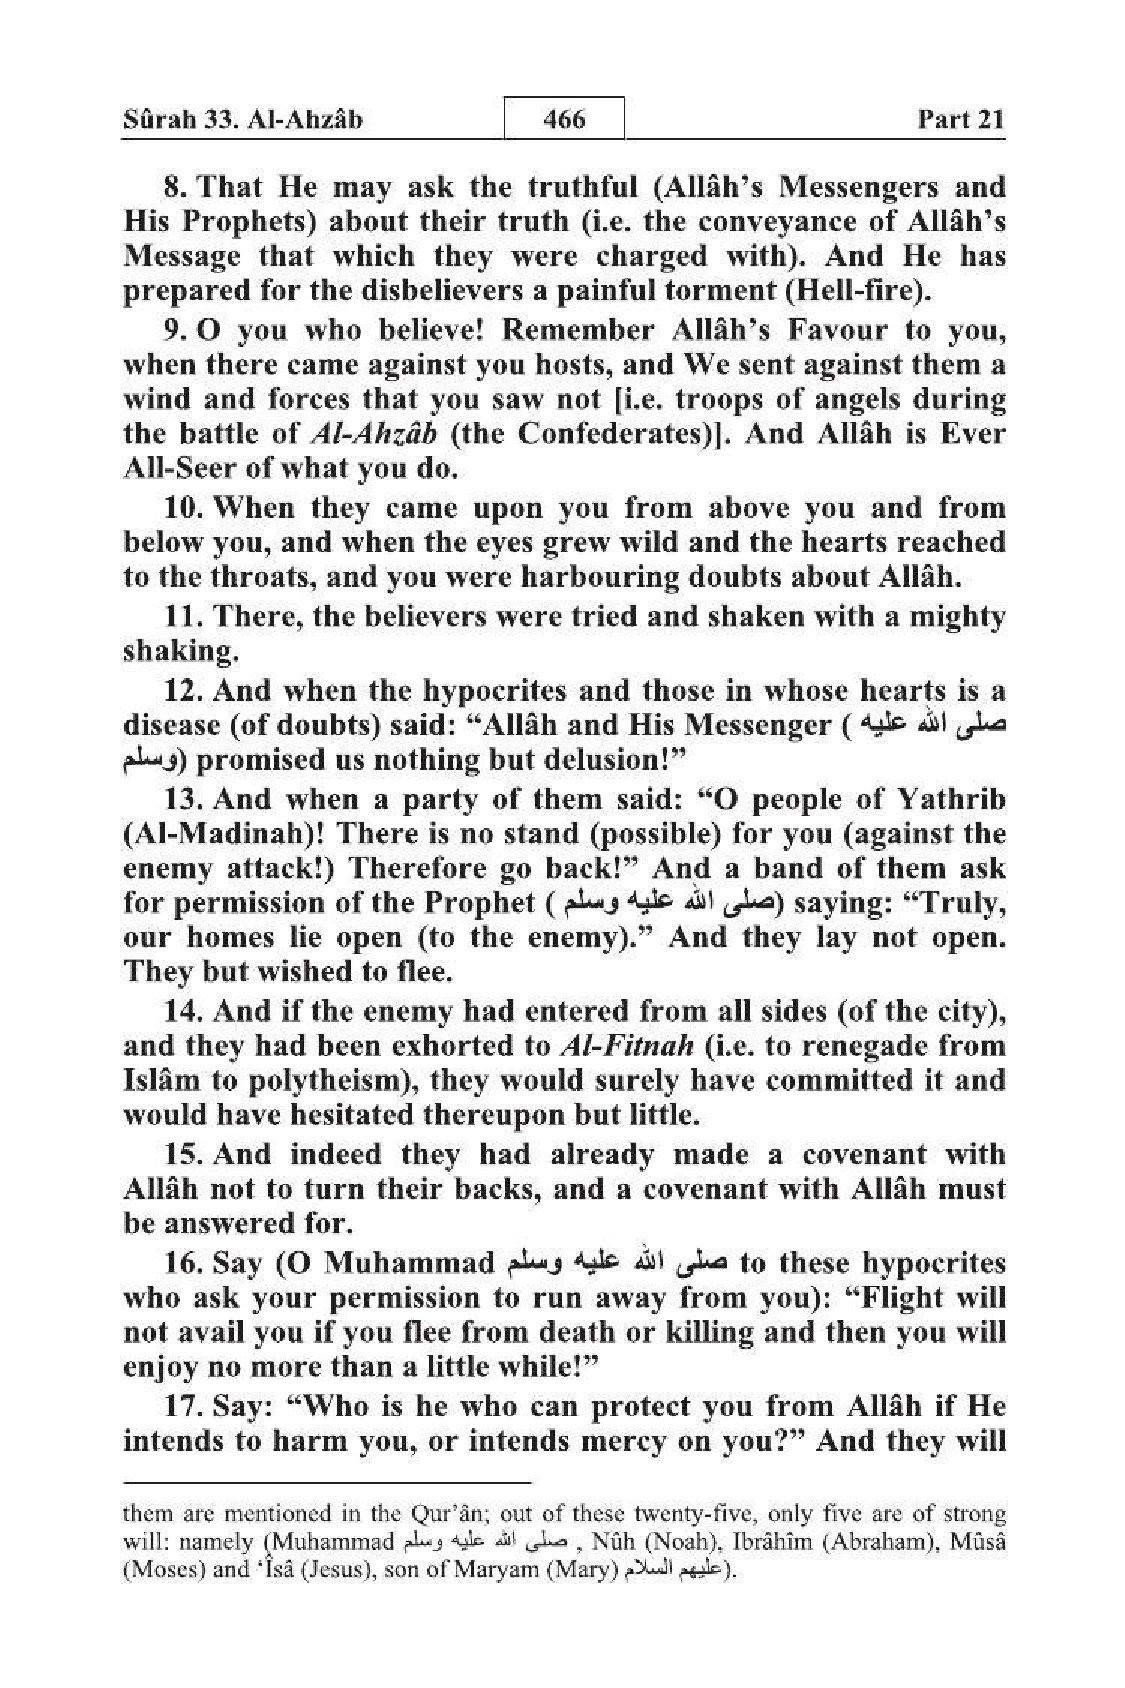 Sûrah 33. Al-Ahzâb 466 Part 21
8. That He may ask the truthful (Allâh’s Messengers and
His Prophets) about their truth (i.e. the conveyance of Allâh’s
Message that which they were charged with). And He has
prepared for the disbelievers a painful torment (Hell-fire).
9. O you who believe! Remember Allâh’s Favour to you,
when there came against you hosts, and We sent against them a
wind and forces that you saw not [i.e. troops of angels during
the battle of Al-Ahzâb (the Confederates)]. And Allâh is Ever
All-Seer of what you do.
10. When they came upon you from above you and from
below you, and when the eyes grew wild and the hearts reached
to the throats, and you were harbouring doubts about Allâh.
11. There, the believers were tried and shaken with a mighty
shaking.
12. And when the hypocrites and those in whose hearts is a
disease (of doubts) said: “Allâh and His Messenger ( صلى الله عليه
وسلم) promised us nothing but delusion!”
13. And when a party of them said: “O people of Yathrib
(Al-Madinah)! There is no stand (possible) for you (against the
enemy attack!) Therefore go back!” And a band of them ask
for permission of the Prophet ( صلى الله عليه وسلم) saying: “Truly,
our homes lie open (to the enemy).” And they lay not open.
They but wished to flee.
14. And if the enemy had entered from all sides (of the city),
and they had been exhorted to Al-Fitnah (i.e. to renegade from
Islâm to polytheism), they would surely have committed it and
would have hesitated thereupon but little.
15. And indeed they had already made a covenant with
Allâh not to turn their backs, and a covenant with Allâh must
be answered for.
16. Say (O Muhammad صلى الله عليه وسلم to these hypocrites
who ask your permission to run away from you): “Flight will
not avail you if you flee from death or killing and then you will
enjoy no more than a little while!”
17. Say: “Who is he who can protect you from Allâh if He
intends to harm you, or intends mercy on you?” And they will
them are mentioned in the Qur’ân; out of these twenty-five, only five are of strong
will: namely (Muhammad صلى الله عليه وسلم , Nûh (Noah), Ibrâhîm (Abraham), Mûsâ
(Moses) and ‘Îsâ (Jesus), son of Maryam (Mary) عليهم السلام).